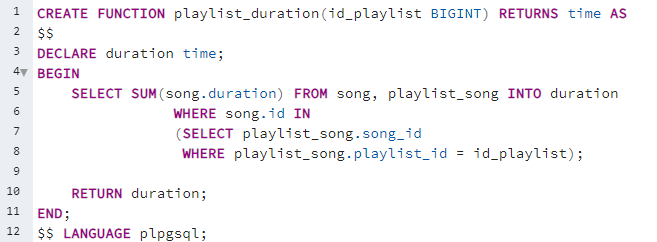 1 CREATE FUNCTION playlist_duration(id_playlist BIGINT) RETURNS time AS
2 $$
3 DECLARE duration time;
4 BEGIN
5 SELECT SUM(song.duration) FROM song, playlist_song INTO duration
6 WHERE song.id IN
7 (SELECT playlist_song.song_id
8 WHERE playlist_song.playlist_id = id_playlist);
9
10 RETURN duration;
11 END;
12 $$ LANGUAGE plpgsql;